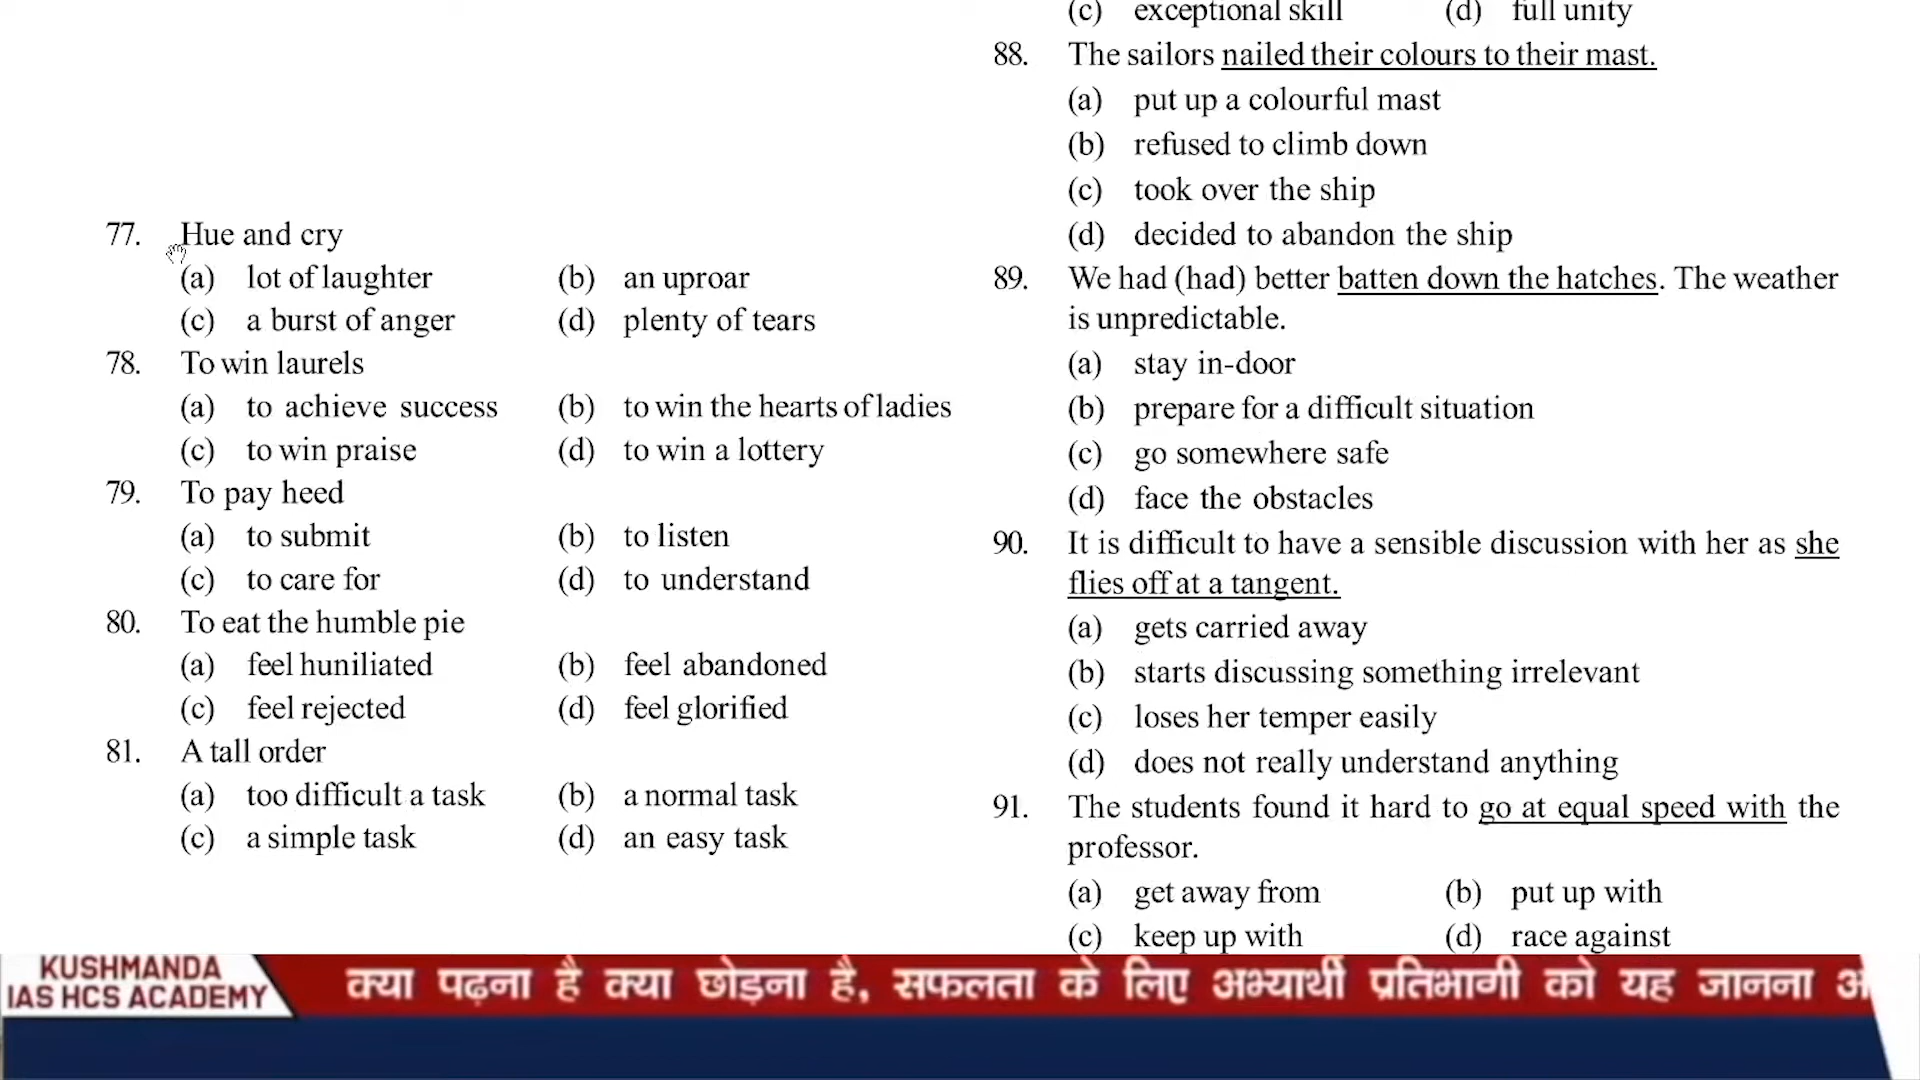 77. Hue and cry
(a) lot of laughter (b) an uproar
(c) a burst of anger (d) plenty of tears
78. To win laurels
(a) to achieve success (b) to win the hearts of ladies
(c) to win praise (d) to win a lottery
79. To pay heed
(a) to submit (b) to listen
(c) to care for (d) to understand
80. To eat the humble pie
(a) feel huniliated (b) feel abandoned
(c) feel rejected (d) feel glorified
81. A tall order
(a) too difficult a task (b) a normal task
(c) a simple task (d) an easy task
(c) exceptional skill (d) full unity
88. The sailors nailed their colours to their mast.
(a) put up a colourful mast
(b) refused to climb down
(c) took over the ship
(d) decided to abandon the ship
89. We had (had) better batten down the hatches. The weather
is unpredictable.
(a) stay in-door
(b) prepare for a difficult situation
(c) go somewhere safe
(d) face the obstacles
90. It is difficult to have a sensible discussion with her as she
flies off at a tangent.
(a) gets carried away
(b) starts discussing something irrelevant
(c) loses her temper easily
(d) does not really understand anything
91. The students found it hard to go at equal speed with the
professor.
(a) get away from (b) put up with
(c) keep up with (d) race against
KUSHMANDA
IAS HCS ACADEMY
क्या पढ़ना है क्या छोड़ना है, सफलता के लिए अभ्यार्थी प्रतिभागी को यह जानना